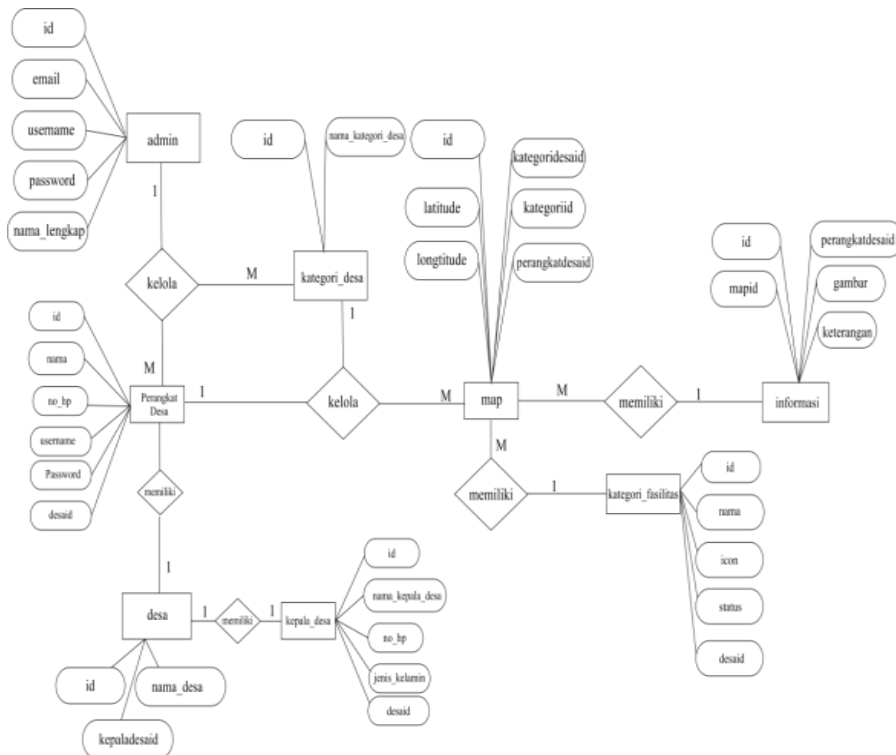 id
email
username
password
nama_lengkap
admin
1
kelola
M
M
id
nama_kategori_desa
kategori_desa
1
id
latitude
longtitude
kategoridesaid
kategoriid
perangkatdesaid
id
mapid
perangkatdesaid
gambar
keterangan
id
nama
no_hp
username
Password
desaid
Perangkat
Desa
1
kelola
M
map
M
memiliki
1
informasi
M
memiliki
1
kategori_fasilitas
id
nama
icon
status
desaid
memiliki
1
desa
1
memiliki
1
kepala_desa
id
nama_kepala_desa
no_hp
jenis_kelamin
desaid
id
nama_desa
kepaladesaid